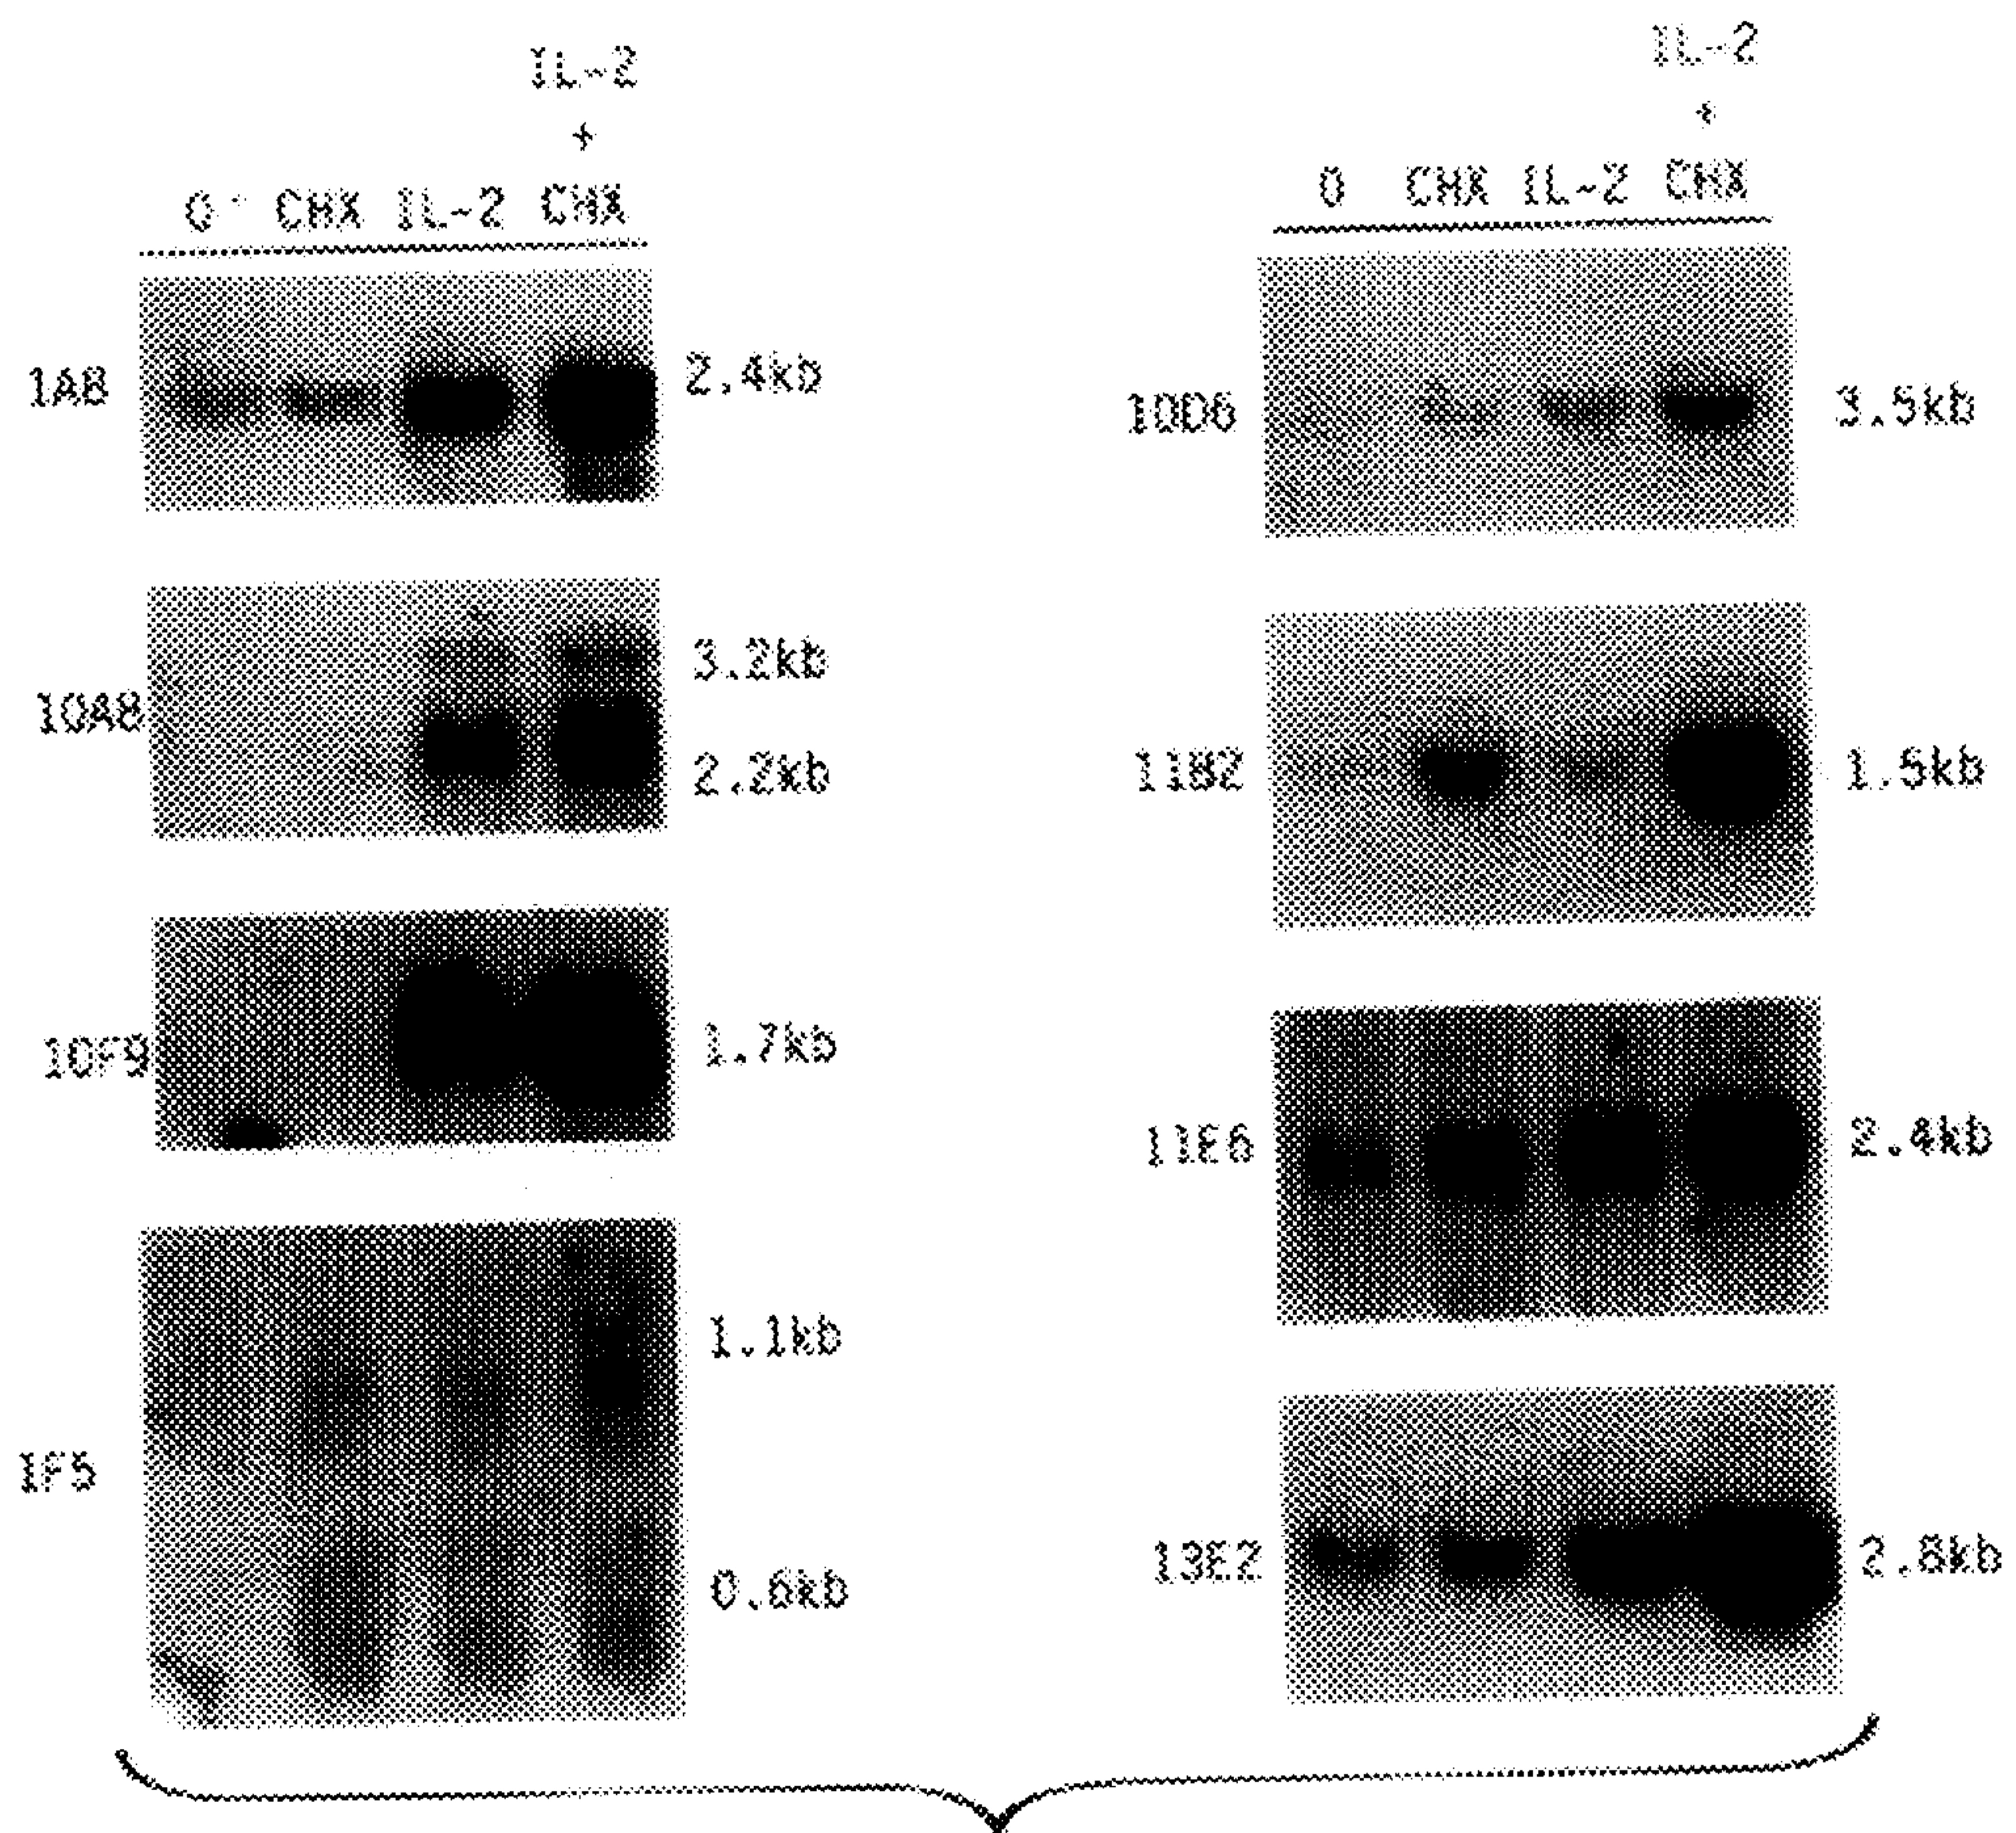 IL-2
+
O CHX IL-2 CHX
1A8 2.4kb
10A8 3.2kb
2.2kb
10F9 1.7kb
1F5 1.1kb
0.6kb
IL-2
+
O CHX IL-2 CHX
10D6 3.5kb
11B2 1.5kb
11E6 2.4kb
13E2 2.8kb